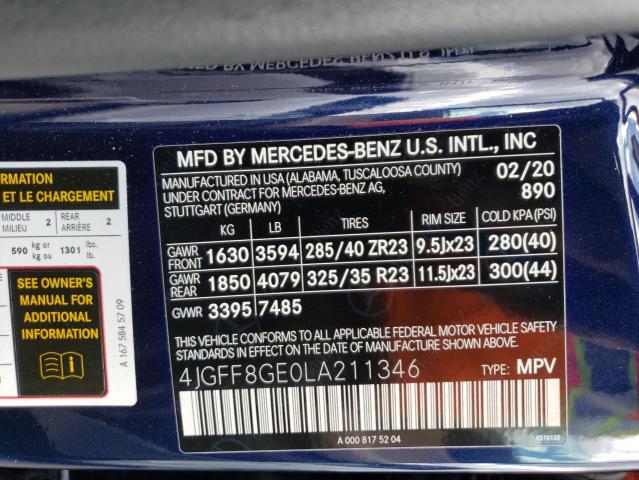 MFD BY MERCEDES-BENZ U.S. INTL., INC
MANUFACTURED IN USA (ALABAMA, TUSCALOOSA COUNTY) 02/20
UNDER CONTRACT FOR MERCEDES-BENZ AG, 890
STUTTGART (GERMANY)
KG LB TIRES RIM SIZE COLD KPA(PSI)
GAWR FRONT 1630 3594 285/40 ZR23 9.5Jx23 280(40)
GAWR REAR 1850 4079 325/35 R23 11.5Jx23 300(44)
GVWR 3395 7485
THIS VEHICLE CONFORMS TO ALL APPLICABLE FEDERAL MOTOR VEHICLE SAFETY
STANDARDS IN EFFECT ON THE DATE OF MANUFACTURE SHOWN ABOVE.
4JGFF8GE0LA211346 TYPE: MPV
A 000 817 52 04
6510132
ET LE CHARGEMENT
MIDDLE MILIEU 2 REAR ARRIÈRE 2
590 kg or kg ou 1301 lbs. lb.
SEE OWNER'S
MANUAL FOR
ADDITIONAL
INFORMATION
A 167 584 57 09